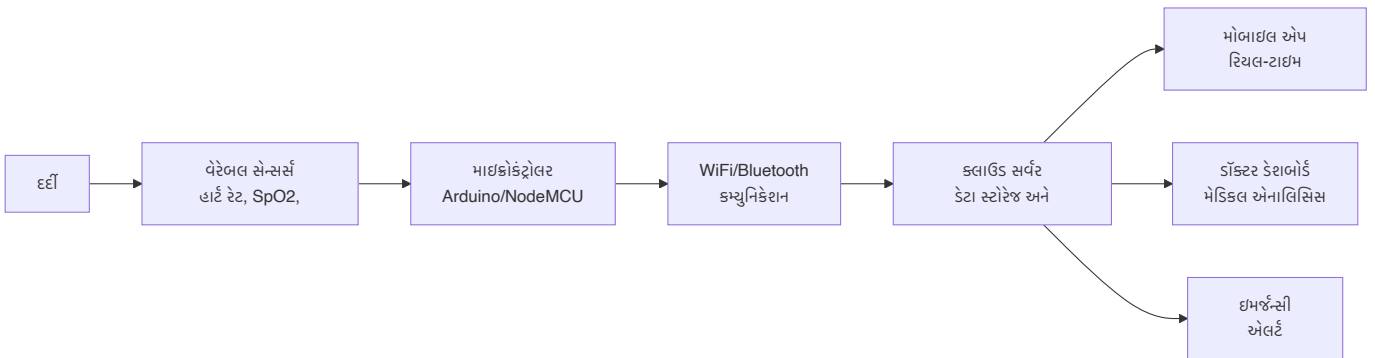 દર્દી
વેરેબલ સેન્સર્સ
હાર્ટ રેટ, SpO2,
માઇક્રોકંટ્રોલર
Arduino/NodeMCU
WiFi/Bluetooth
કમ્યુનિકેશન
ક્લાઉડ સર્વર
ડેટા સ્ટોરેજ અને
મોબાઇલ એપ
રિયલ-ટાઇમ
ડૉક્ટર ડેશબોર્ડ
મેડિકલ એનાલિસિસ
ઇમર્જન્સી
એલર્ટ